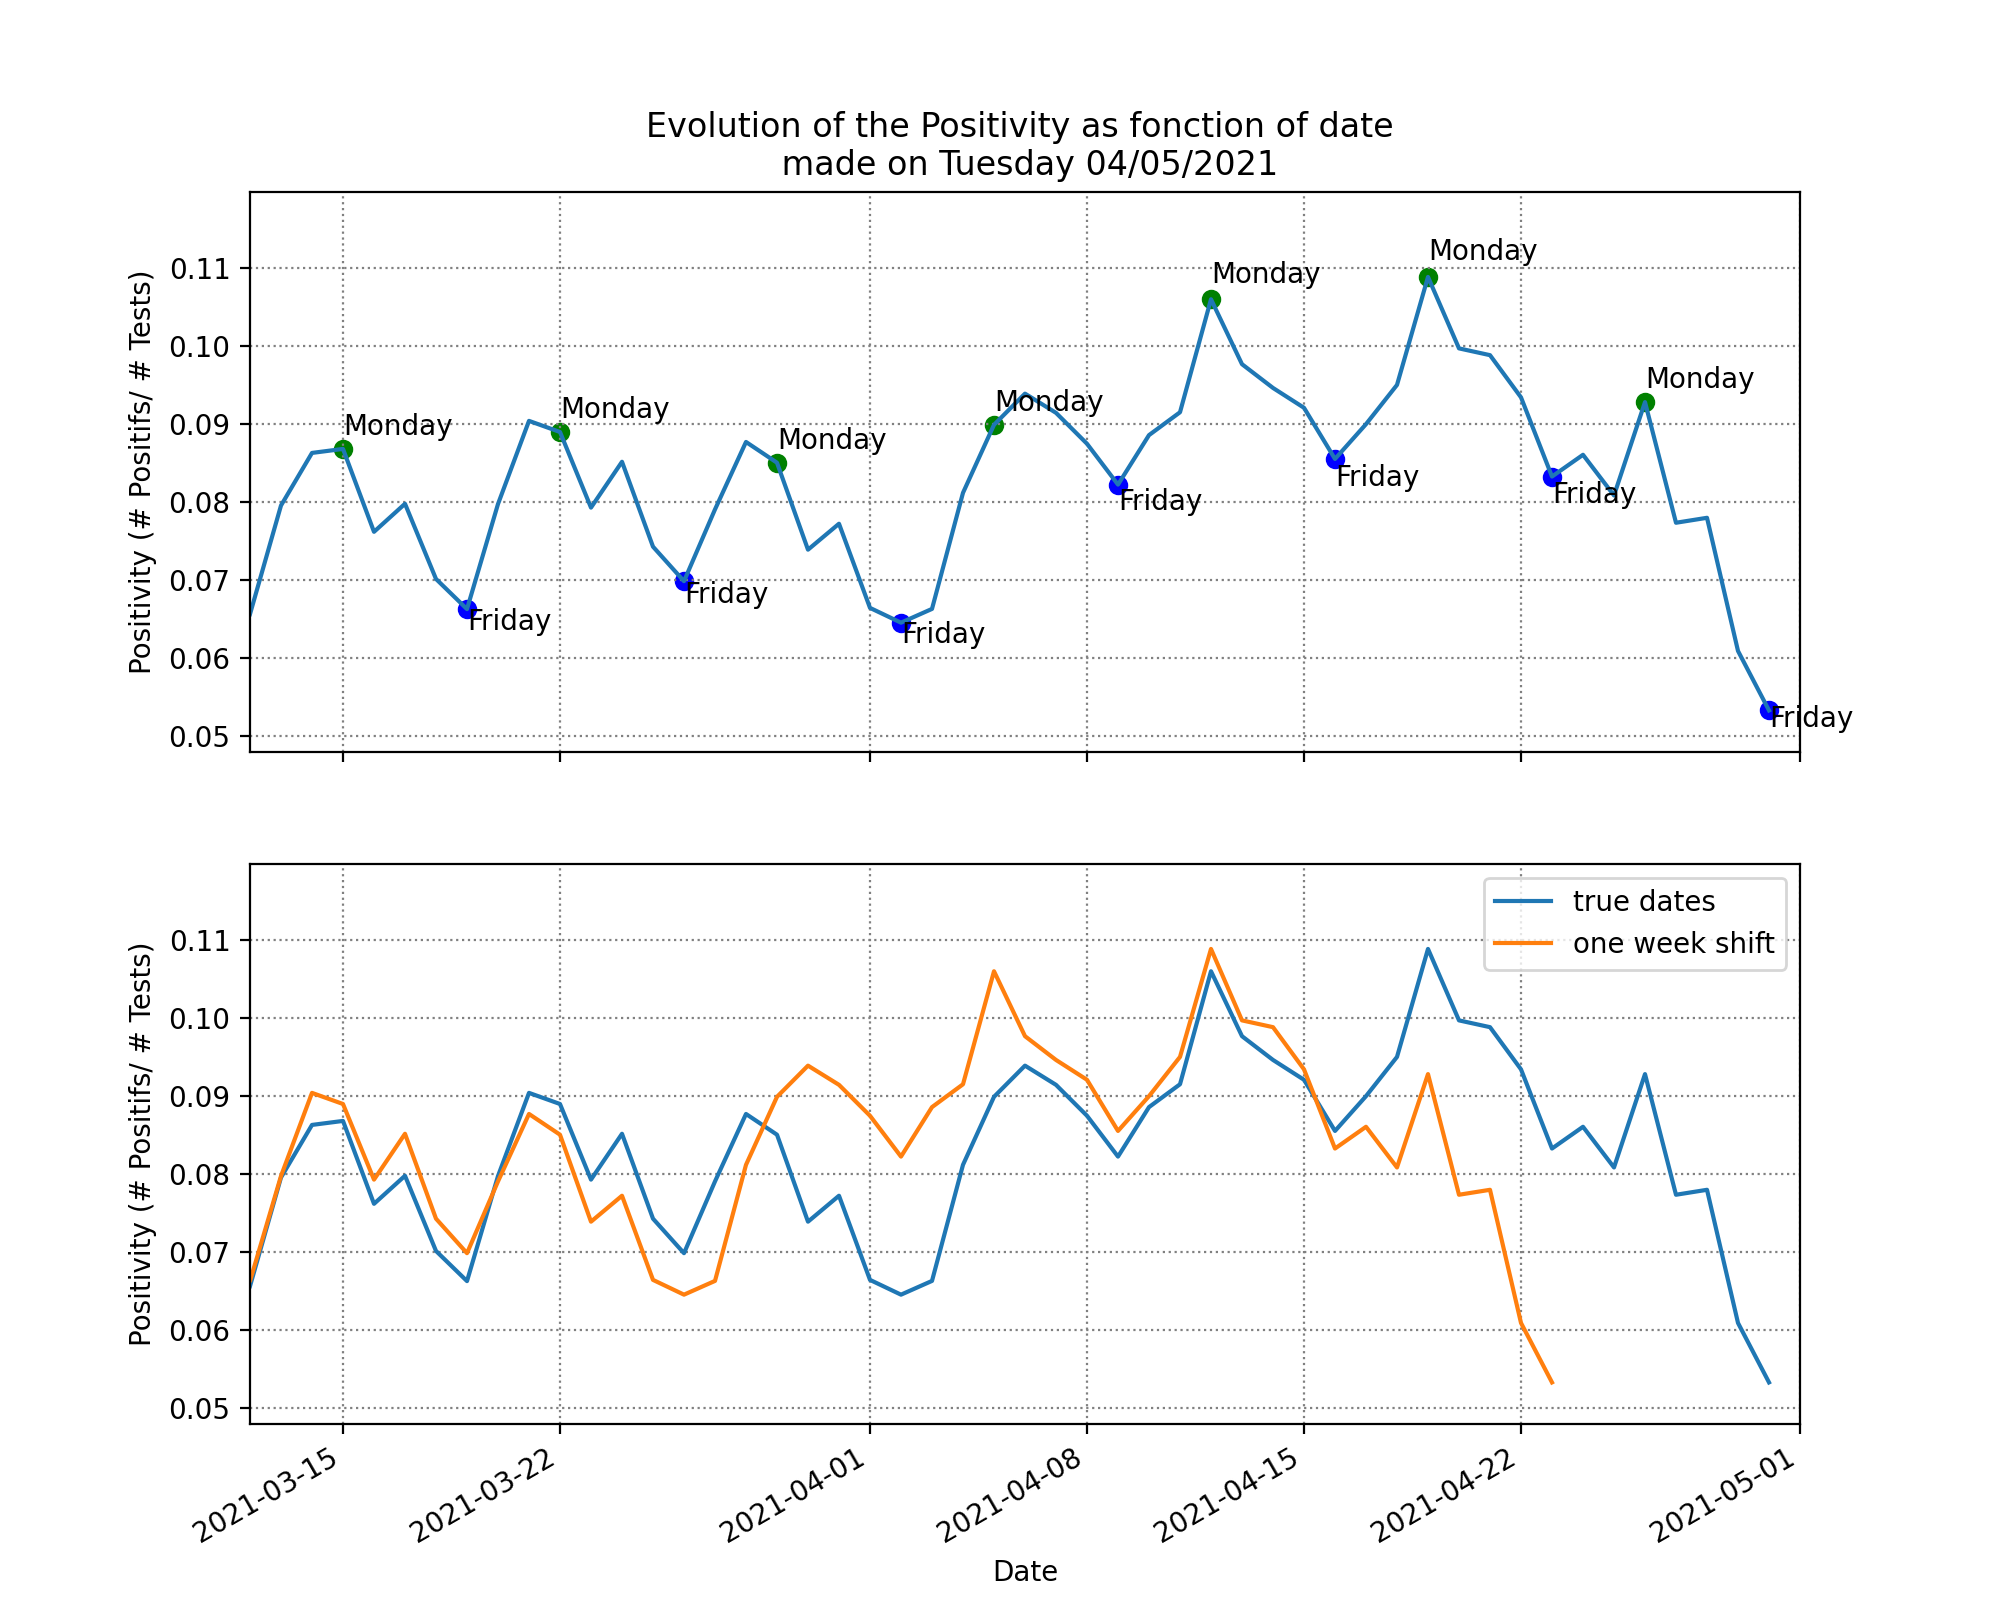 Evolution of the Positivity as fonction of date
made on Tuesday 04/05/2021
Positivity (# Positifs/ # Tests)
0.11
0.10
0.09
0.08
0.07
0.06
0.05
Monday
Friday
Monday
Friday
Monday
Friday
Monday
Friday
Monday
Friday
Monday
Friday
Monday
Friday
Positivity (# Positifs/ # Tests)
0.11
0.10
0.09
0.08
0.07
0.06
0.05
true dates
one week shift
2021-03-15
2021-03-22
2021-04-01
2021-04-08
2021-04-15
2021-04-22
2021-05-01
Date